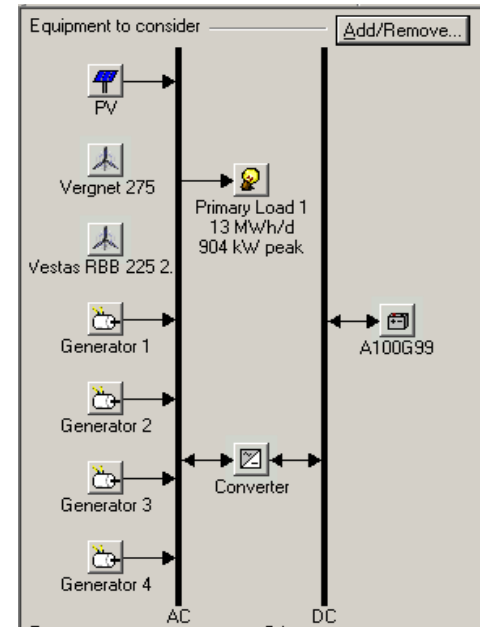 Equipment to consider
Add/Remove...
PV
Vergnet 275
Primary Load 1
13 MWh/d
904 kW peak
Vestas RBB 225 2.
Generator 1
A100G99
Generator 2
Converter
Generator 3
Generator 4
AC
DC